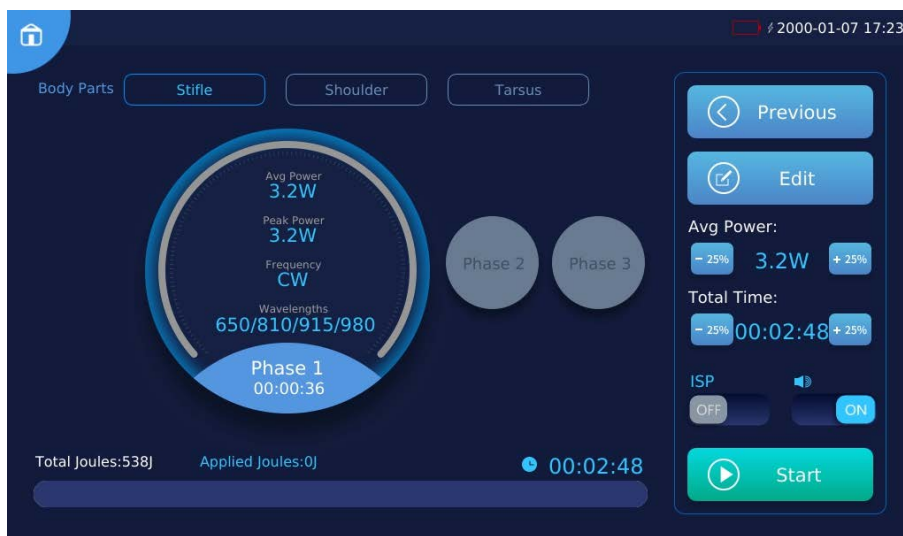 2000-01-07 17:23
Body Parts Stifle Shoulder Tarsus
Previous
Edit
Avg Power
3.2W
Peak Power
3.2W
Frequency
CW
Wavelengths
650/810/915/980
Phase 1
00:00:36
Phase 2
Phase 3
Avg Power:
- 25% 3.2W + 25%
Total Time:
- 25% 00:02:48 + 25%
ISP
OFF
ON
Total Joules:538J Applied Joules:0J 00:02:48
Start